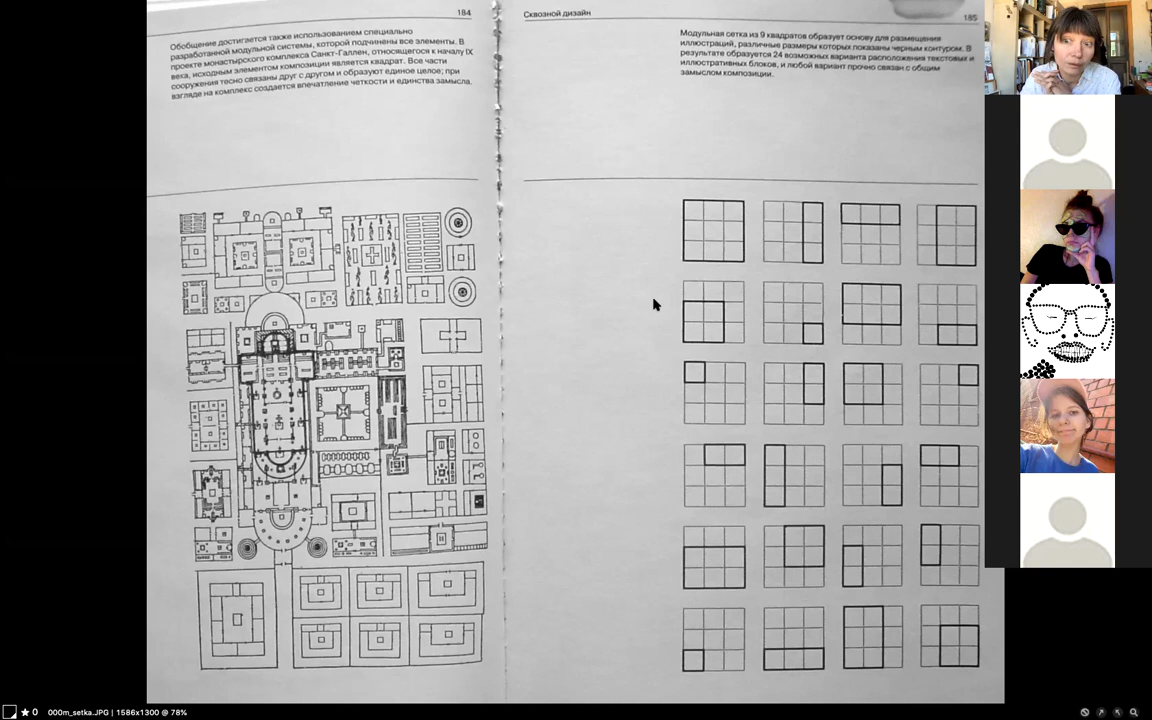 184
Обобщение достигается также использованием специально
разработанной модульной системы, которой подчинены все элементы. В
проекте монастырского комплекса Санкт-Галлен, относящегося к началу IX
века, исходным элементом композиции является квадрат. Все части
сооружения тесно связаны друг с другом и образуют единое целое; при
взгляде на комплекс создается впечатление четкости и единства замысла.
Сквозной дизайн
185
Модульная сетка из 9 квадратов образует основу для размещения
иллюстраций, различные размеры которых показаны черным контуром. В
результате образуется 24 возможных варианта расположения текстовых и
иллюстративных блоков, и любой вариант прочно связан с общим
замыслом композиции.
★ 0 000m_setka.JPG | 1586x1300 @ 78%